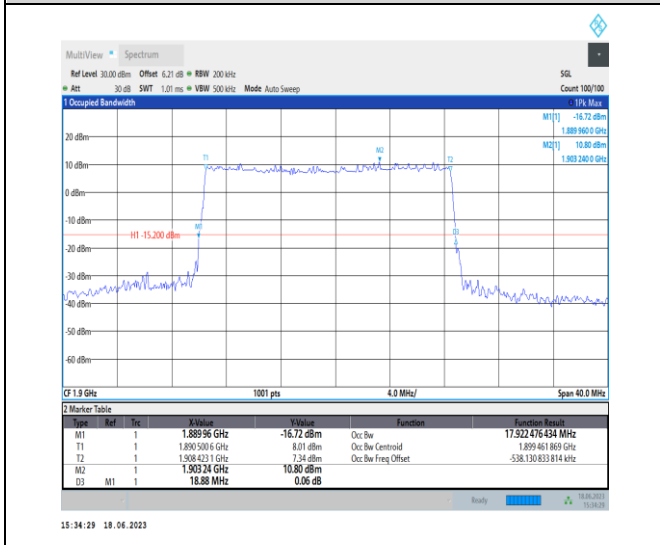 MultiView Spectrum
Ref Level 30.00 dBm Offset 6.21 dB RBW 200 kHz SGL
Att 30 dB SWT 1.01 ms VBW 500 kHz Mode Auto Sweep Count 100/100
1 Occupied Bandwidth 1Pk Max
M1[1] -16.72 dBm
1.889 960 0 GHz
M2[1] 10.80 dBm
1.903 240 0 GHz
20 dBm
M2
T1
T2
10 dBm
0 dBm
-10 dBm
M1
D3
H1 -15.200 dBm
-20 dBm
-30 dBm
-40 dBm
-50 dBm
-60 dBm
CF 1.9 GHz 1001 pts 4.0 MHz/ Span 40.0 MHz
2 Marker Table
Type Ref Trc X-Value Y-Value Function Function Result
M1 1 1.889 96 GHz -16.72 dBm Occ Bw 17.922 476 434 MHz
T1 1 1.890 500 6 GHz 8.01 dBm Occ Bw Centroid 1.899 461 869 GHz
T2 1 1.908 423 1 GHz 7.34 dBm Occ Bw Freq Offset -538.130 833 814 kHz
M2 1 1.903 24 GHz 10.80 dBm
D3 M1 1 18.88 MHz 0.06 dB
Ready 18.06.2023
15:34:29
15:34:29 18.06.2023